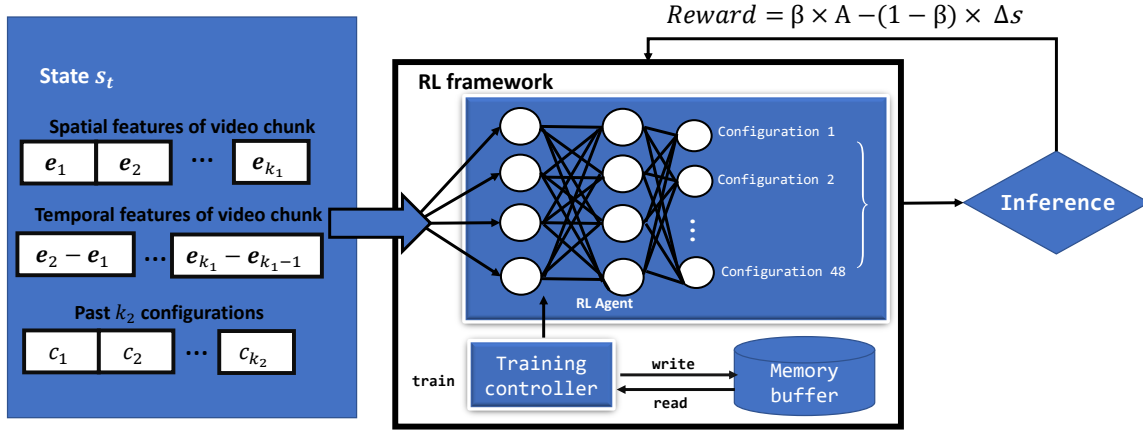 Reward = β × A −(1 − β) × Δs
State s_t
Spatial features of video chunk
e_1 e_2 ... e_{k_1}
Temporal features of video chunk
e_2 − e_1 ... e_{k_1} − e_{k_1−1}
Past k_2 configurations
c_1 c_2 ... c_{k_2}
RL framework
Configuration 1
Configuration 2
⋮
Configuration 48
RL Agent
train
Training
controller
write
read
Memory
buffer
Inference